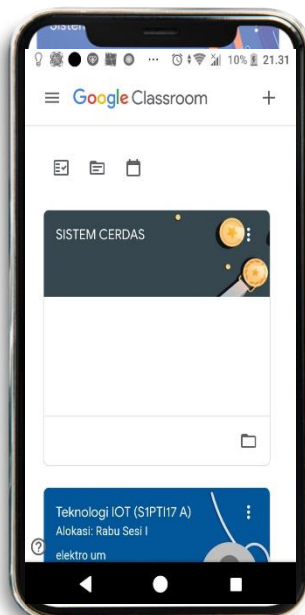 10% 21.31
Google Classroom
SISTEM CERDAS
Teknologi IOT (S1PTI17 A)
Alokasi: Rabu Sesi I
elektro um